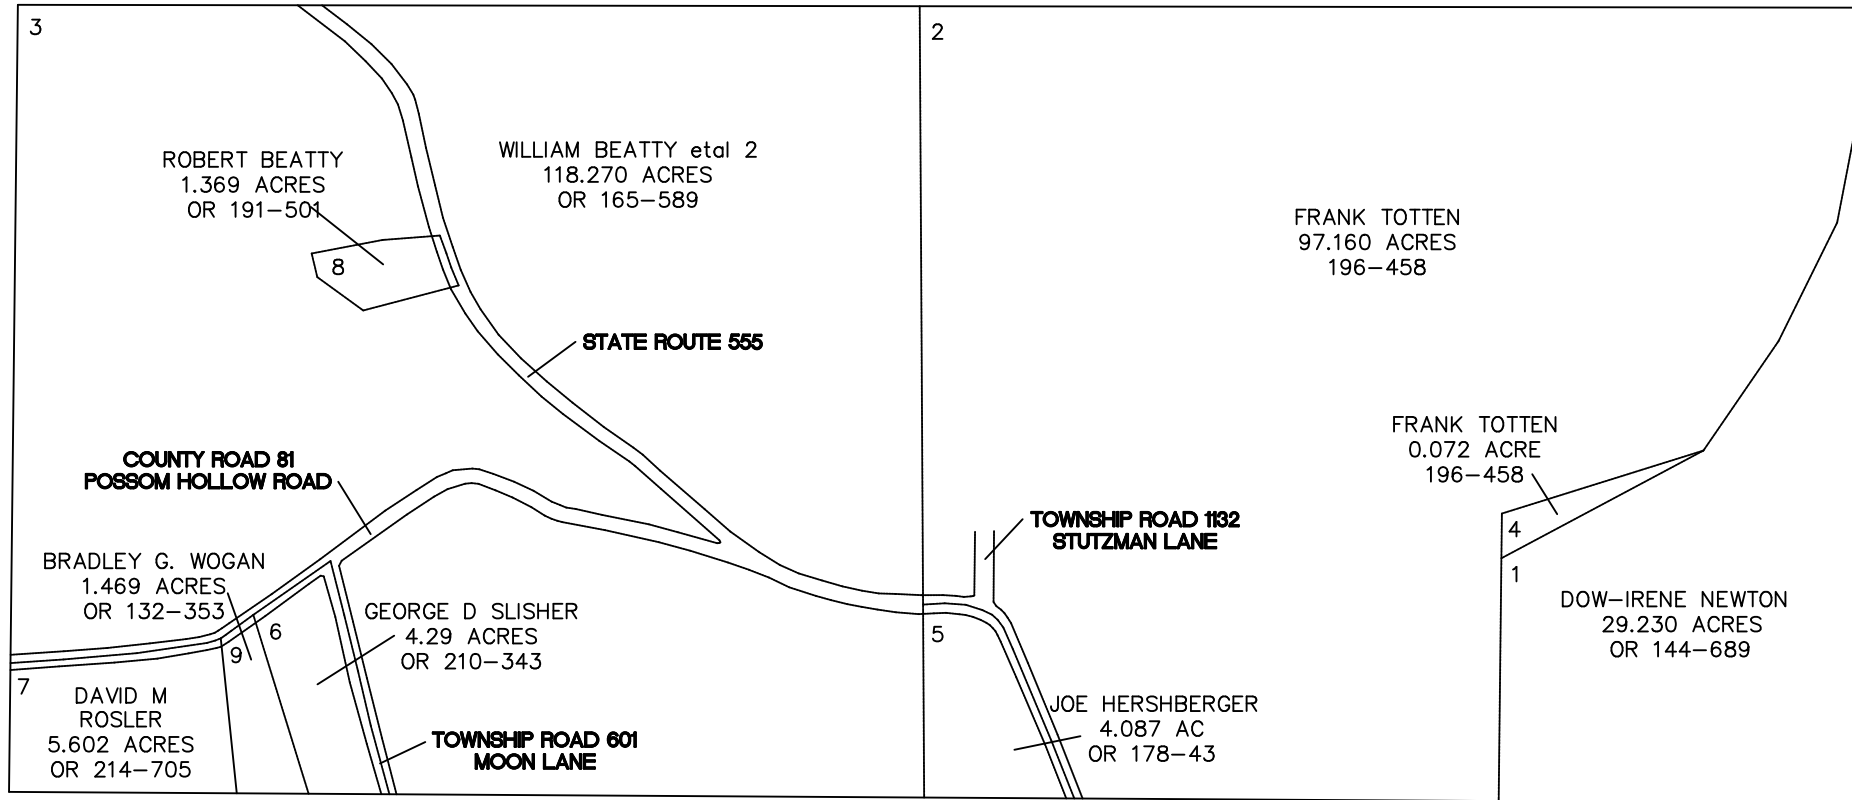 3
2
ROBERT BEATTY
1.369 ACRES
OR 191-501
WILLIAM BEATTY etal 2
118.270 ACRES
OR 165-589
8
FRANK TOTTEN
97.160 ACRES
196-458
STATE ROUTE 555
COUNTY ROAD 81
POSSOM HOLLOW ROAD
FRANK TOTTEN
0.072 ACRE
196-458
4
1
TOWNSHIP ROAD 1132
STUTZMAN LANE
BRADLEY G. WOGAN
1.469 ACRES
OR 132-353
9
6
GEORGE D SLISHER
4.29 ACRES
OR 210-343
5
DOW-IRENE NEWTON
29.230 ACRES
OR 144-689
7
DAVID M
ROSLER
5.602 ACRES
OR 214-705
TOWNSHIP ROAD 601
MOON LANE
JOE HERSHBERGER
4.087 AC
OR 178-43